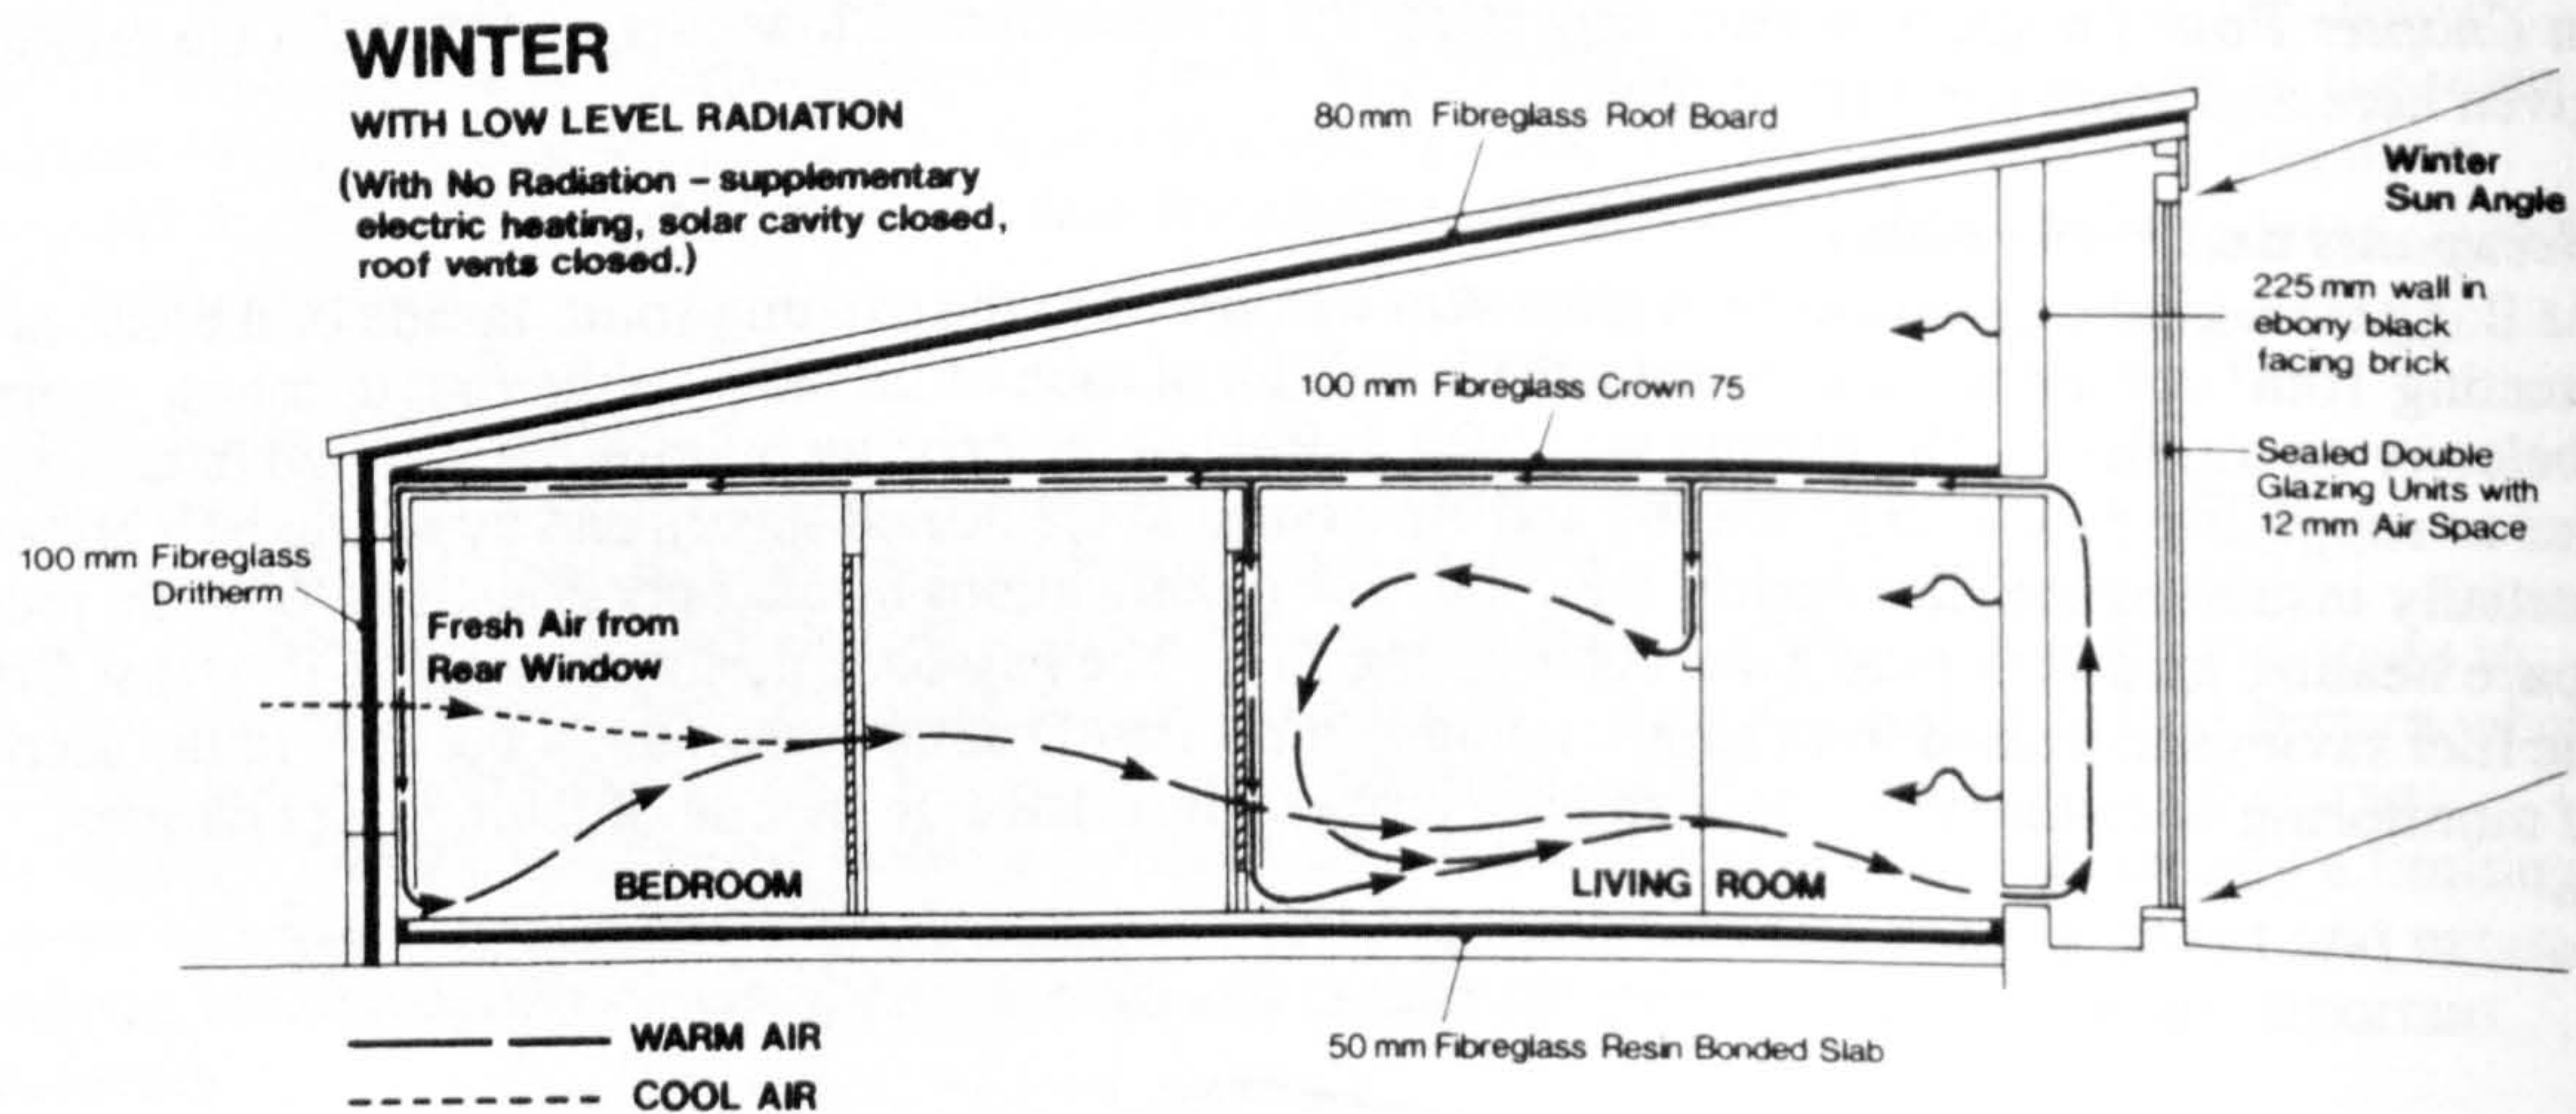 WINTER
WITH LOW LEVEL RADIATION
(With No Radiation – supplementary
electric heating, solar cavity closed,
roof vents closed.)
80 mm Fibreglass Roof Board
Winter
Sun Angle
225 mm wall in
ebony black
facing brick
100 mm Fibreglass Crown 75
Sealed Double
Glazing Units with
12 mm Air Space
100 mm Fibreglass
Dritherm
Fresh Air from
Rear Window
BEDROOM
LIVING ROOM
50 mm Fibreglass Resin Bonded Slab
WARM AIR
COOL AIR